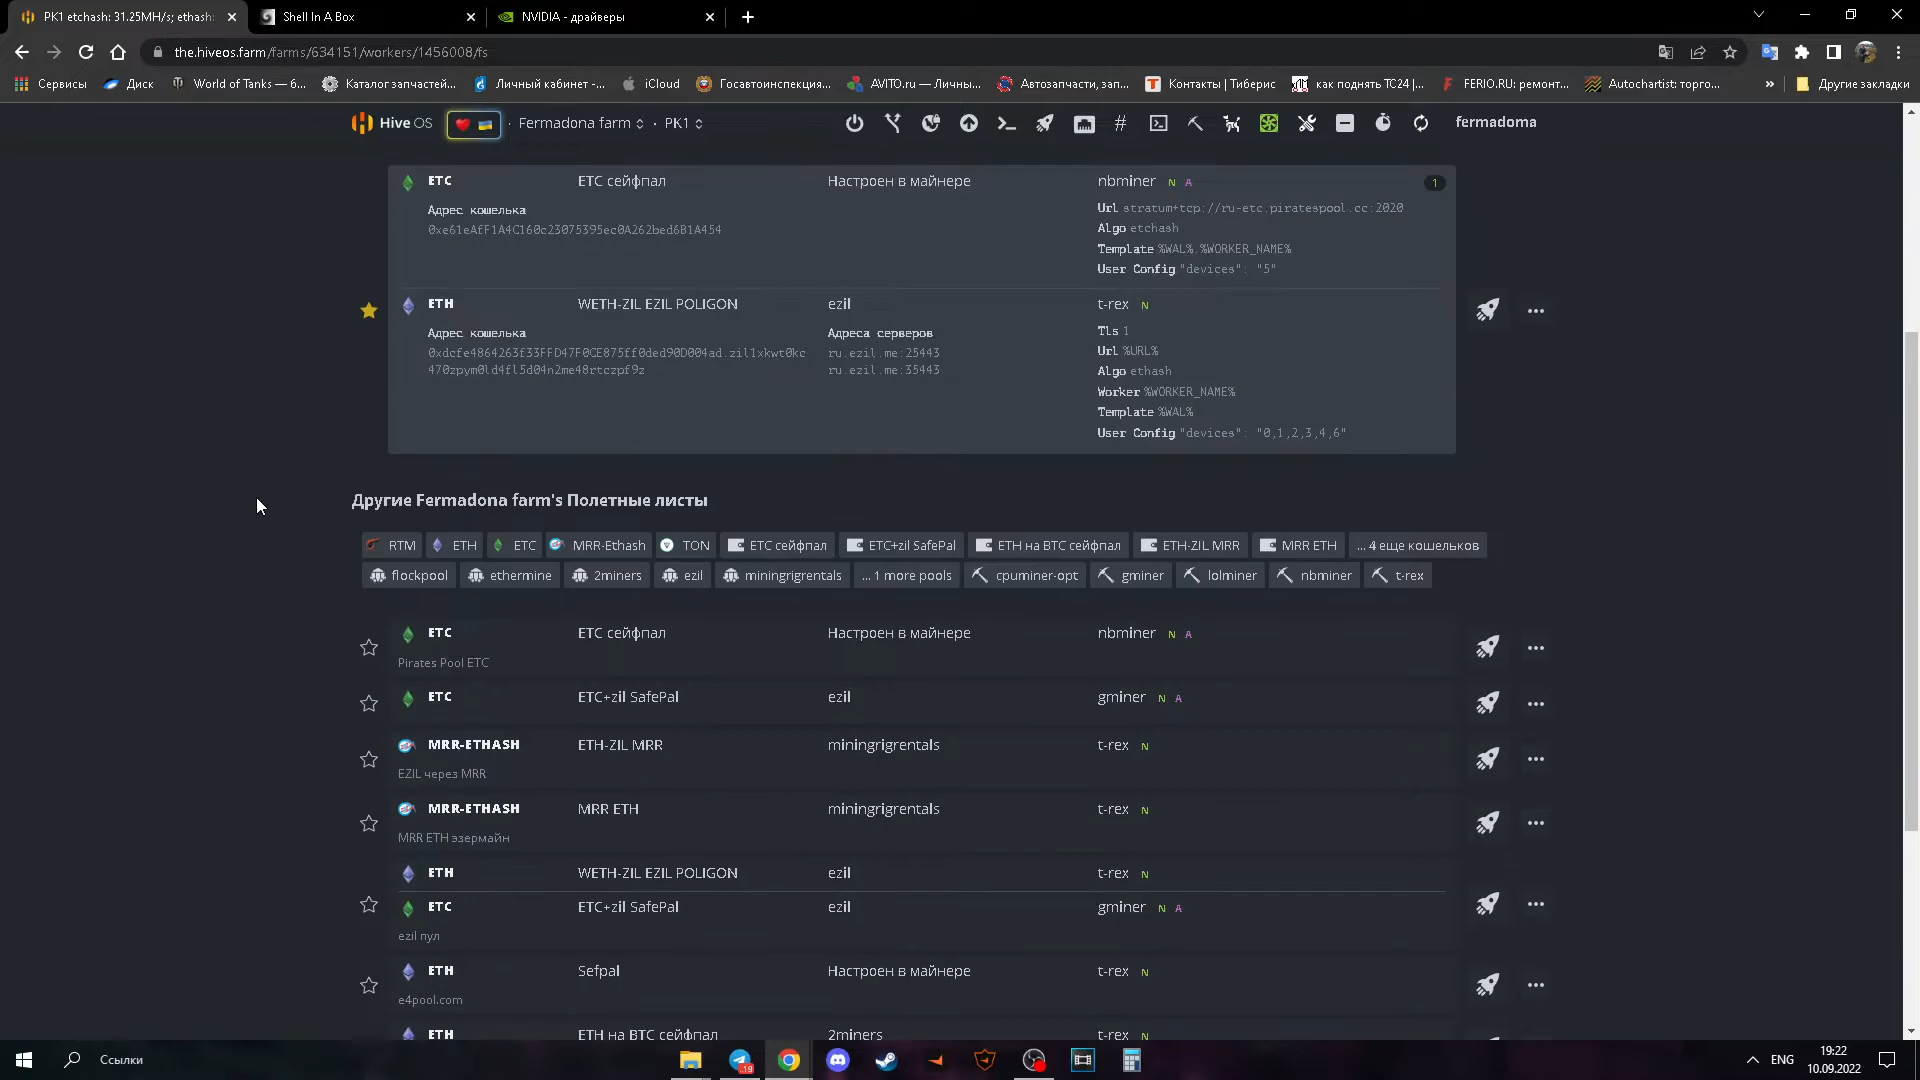 PK1 etchash: 31.25MH/s; ethash:
Shell In A Box
NVIDIA - драйверы
the.hiveos.farm/farms/634151/workers/1456008/fs
Сервисы
Диск
World of Tanks — б...
Каталог запчастей...
Личный кабинет -...
iCloud
Госавтоинспекция...
AVITO.ru — Личны...
Автозапчасти, зап...
Контакты | Тиберис
как поднять TC24 |...
FERIO.RU: ремонт...
Autochartist: торго...
Другие закладки
Hive OS
Fermadona farm
PK1
fermadoma
ETC
ETC сейфпал
Настроен в майнере
nbminer N A
1
Адрес кошелька
0xe61eAfF1A4C160c23075395ec0A262bed6B1A454
Url stratum+tcp://ru-etc.piratespool.cc:2020
Algo etchash
Template %WAL%.%WORKER_NAME%
User Config "devices": "5"
ETH
WETH-ZIL EZIL POLIGON
ezil
t-rex N
Адрес кошелька
0xdcfe4864263f33FFD47F0CE875ff0ded90D004ad.zil1xkwt0kc
470zpym0ld4fl5d04n2me48rtczpf9z
Адреса серверов
ru.ezil.me:25443
ru.ezil.me:35443
Tls 1
Url %URL%
Algo ethash
Worker %WORKER_NAME%
Template %WAL%
User Config "devices": "0,1,2,3,4,6"
Другие Fermadona farm's Полетные листы
RTM
ETH
ETC
MRR-Ethash
TON
ETC сейфпал
ETC+zil SafePal
ETH на BTC сейфпал
ETH-ZIL MRR
MRR ETH
... 4 еще кошельков
flockpool
ethermine
2miners
ezil
miningrigrentals
... 1 more pools
cpuminer-opt
gminer
lolminer
nbminer
t-rex
ETC
ETC сейфпал
Настроен в майнере
nbminer N A
Pirates Pool ETC
ETC
ETC+zil SafePal
ezil
gminer N A
MRR-ETHASH
ETH-ZIL MRR
miningrigrentals
t-rex N
EZIL через MRR
MRR-ETHASH
MRR ETH
miningrigrentals
t-rex N
MRR ETH эзермайн
ETH
WETH-ZIL EZIL POLIGON
ezil
t-rex N
ETC
ETC+zil SafePal
ezil
gminer N A
ezil пул
ETH
Sefpal
Настроен в майнере
t-rex N
e4pool.com
ETH
ETH на BTC сейфпал
2miners
t-rex N
Ссылки
19
ENG
19:22
10.09.2022